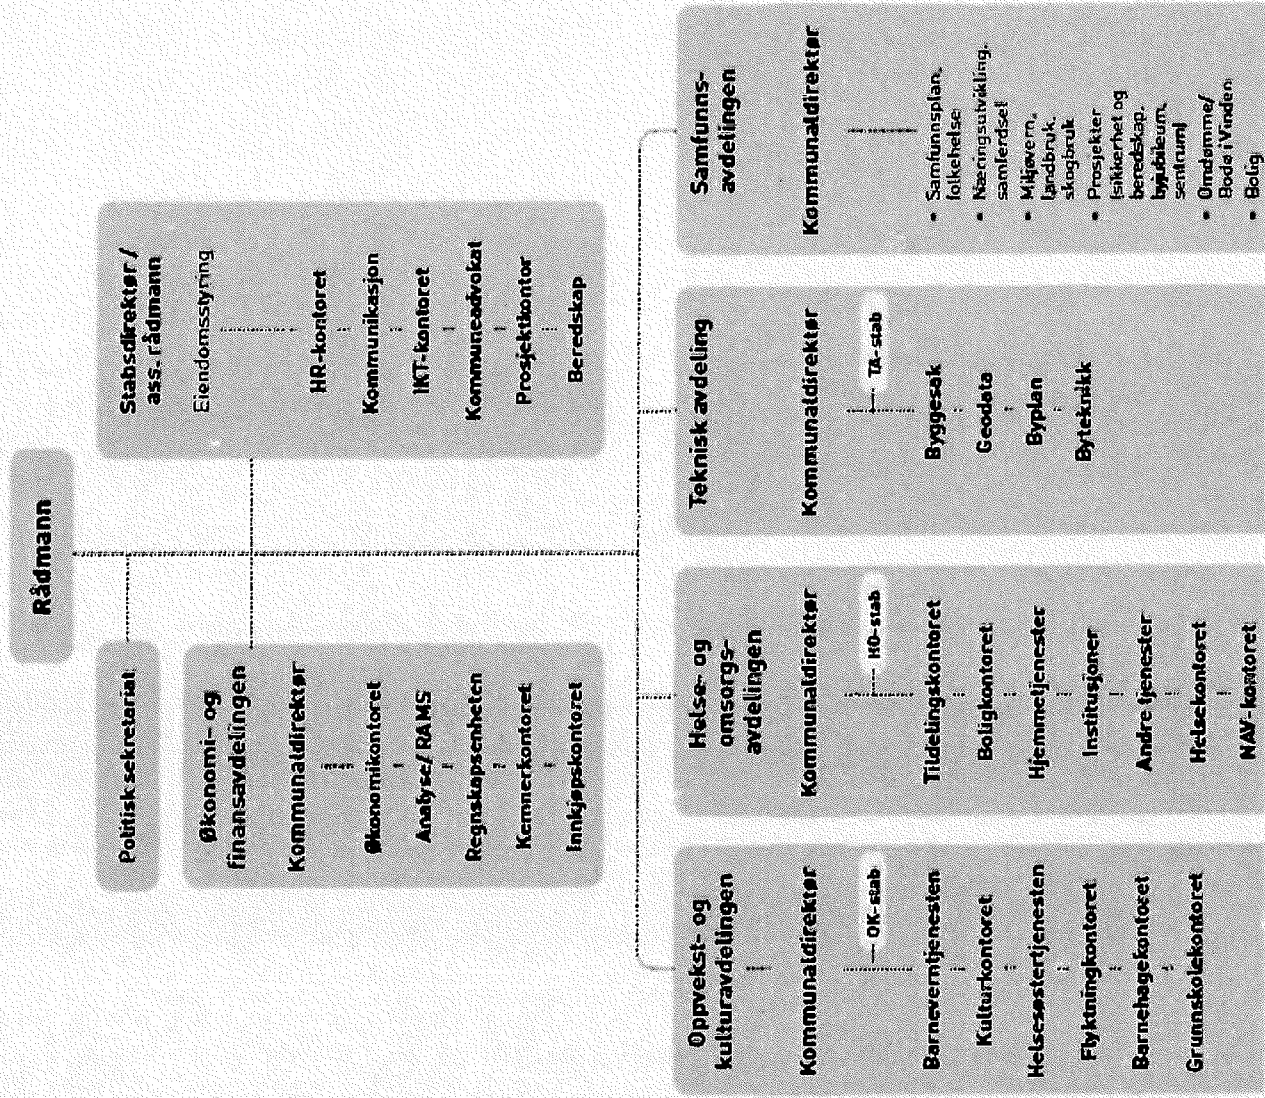 Rådmann
Politisk sekretariat
Økonomi- og
finansavdelingen
Kommunaldirektør
Økonomikontoret
Analyse/ RAMS
Regnskapsenheten
Kemnerkontoret
Innkjøpskontoret
Stabsdirektør /
ass. rådmann
Eiendomsstyring
HR-kontoret
Kommunikasjon
IKT-kontoret
Kommuneadvokat
Prosjektkontor
Beredskap
Oppvekst- og
kulturavdelingen
Kommunaldirektør
OK-stab
Barneverntjenesten
Kulturkontoret
Helsesøstertjenesten
Flyktningkontoret
Barnehagekontoret
Grunnskolekontoret
Helse- og
omsorgs-
avdelingen
Kommunaldirektør
HO-stab
Tildelingskontoret
Boligkontoret
Hjemmetjenester
Institusjoner
Andre tjenester
Helsekontoret
NAV-kontoret
Teknisk avdeling
Kommunaldirektør
TA-stab
Byggesak
Geodata
Byplan
Byteknikk
Samfunns-
avdelingen
Kommunaldirektør
• Samfunnsplan,
folkehelse
• Næringsutvikling,
samferdsel
• Miljøvern,
landbruk,
skogbruk
• Prosjekter
(sikkerhet og
beredskap,
byjubileum,
sentrum)
• Omdømme/
Bodø i Vinden
• Bolig